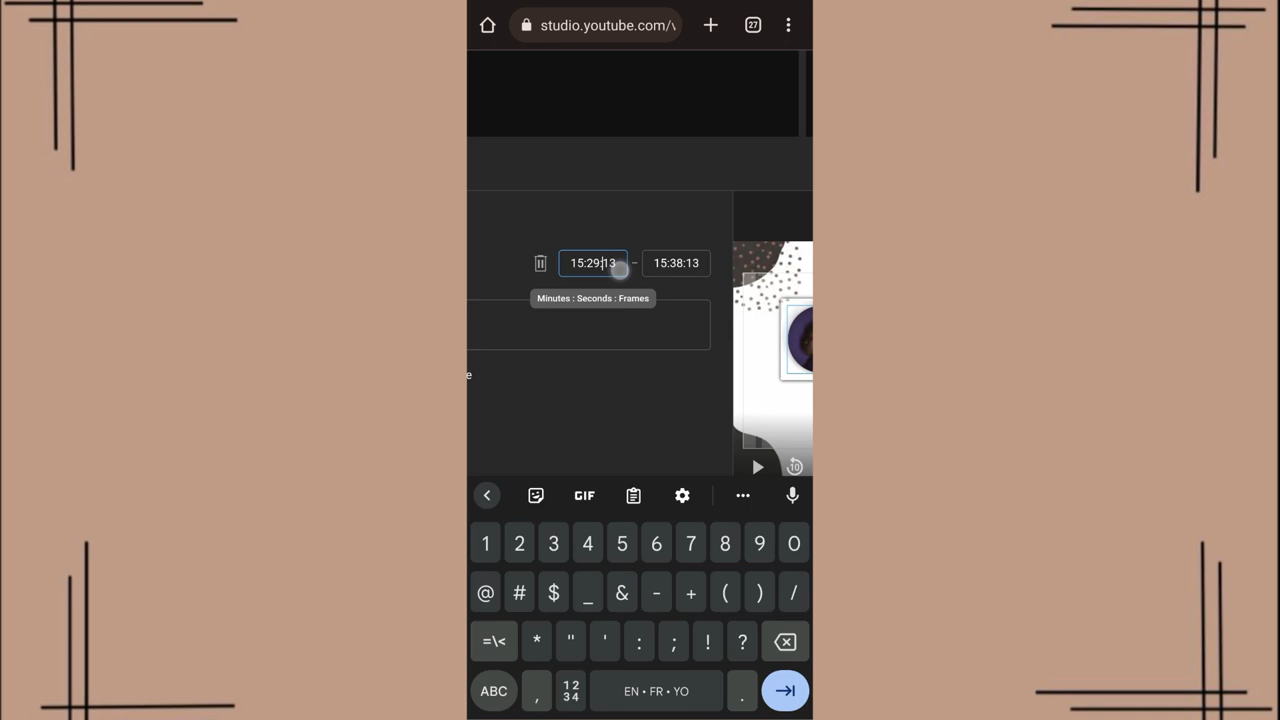 27
studio.youtube.com/v
15:29:13 – 15:38:13
Minutes : Seconds : Frames
e
10
GIF
1 2 3 4 5 6 7 8 9 0
@ # $ _ & - + ( ) /
=\< * " ' : ; ! ?
ABC , 12 34 EN • FR • YO .